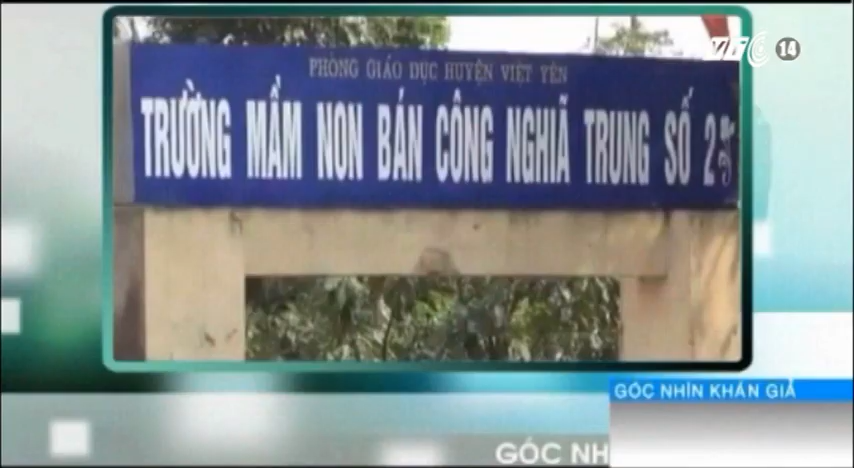 VTC 14
PHÒNG GIÁO DỤC HUYỆN VIỆT YÊN
TRƯỜNG MẦM NON BÁN CÔNG NGHIÃ TRUNG SỐ 2
GÓC NHÌN KHÁN GIẢ
GÓC NH